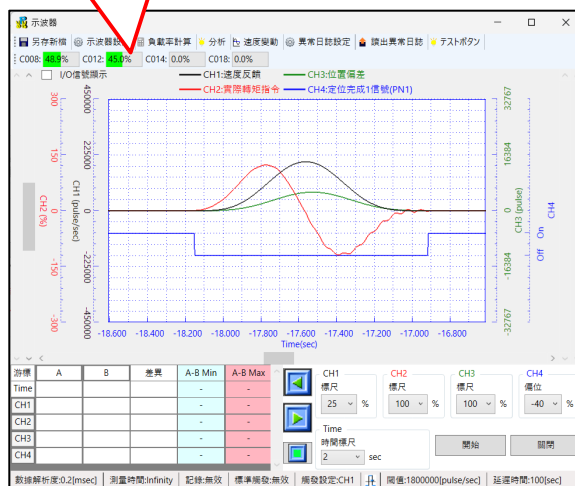 示波器
另存新檔 示波器設 負載率計算 分析 速度變動 異常日誌設定 讀出異常日誌 テストボタン
C008: 48.9% C012: 45.0% C014: 0.0% C018: 0.0%
I/O信號顯示
CH1:速度反饋 CH3:位置偏差
CH2:實際轉矩指令 CH4:定位完成1信號(PN1)
300 150 0 -150 -300
CH2 (%)
450000 225000 0 -225000 -450000
CH1 (pulse/sec)
32767 16384 0 -16384 -32767
CH3 (pulse)
Off On
CH4
-18.600 -18.400 -18.200 -18.000 -17.800 -17.600 -17.400 -17.200 -17.000 -16.800
Time(sec)
游標 A B 差異 A-B Min A-B Max
Time - -
CH1 - -
CH2 - -
CH3 - -
CH4 - -
CH1 CH2 CH3 CH4
標尺 標尺 標尺 偏位
25 % 100 % 100 % -40 %
Time
時間標尺
2 sec
開始 關閉
數據解析度:0.2[msec] 測量時間:Infinity 記錄:無效 標準觸發:無效 觸發設定:CH1 閥值:1800000[pulse/sec] 延遲時間:100[sec]